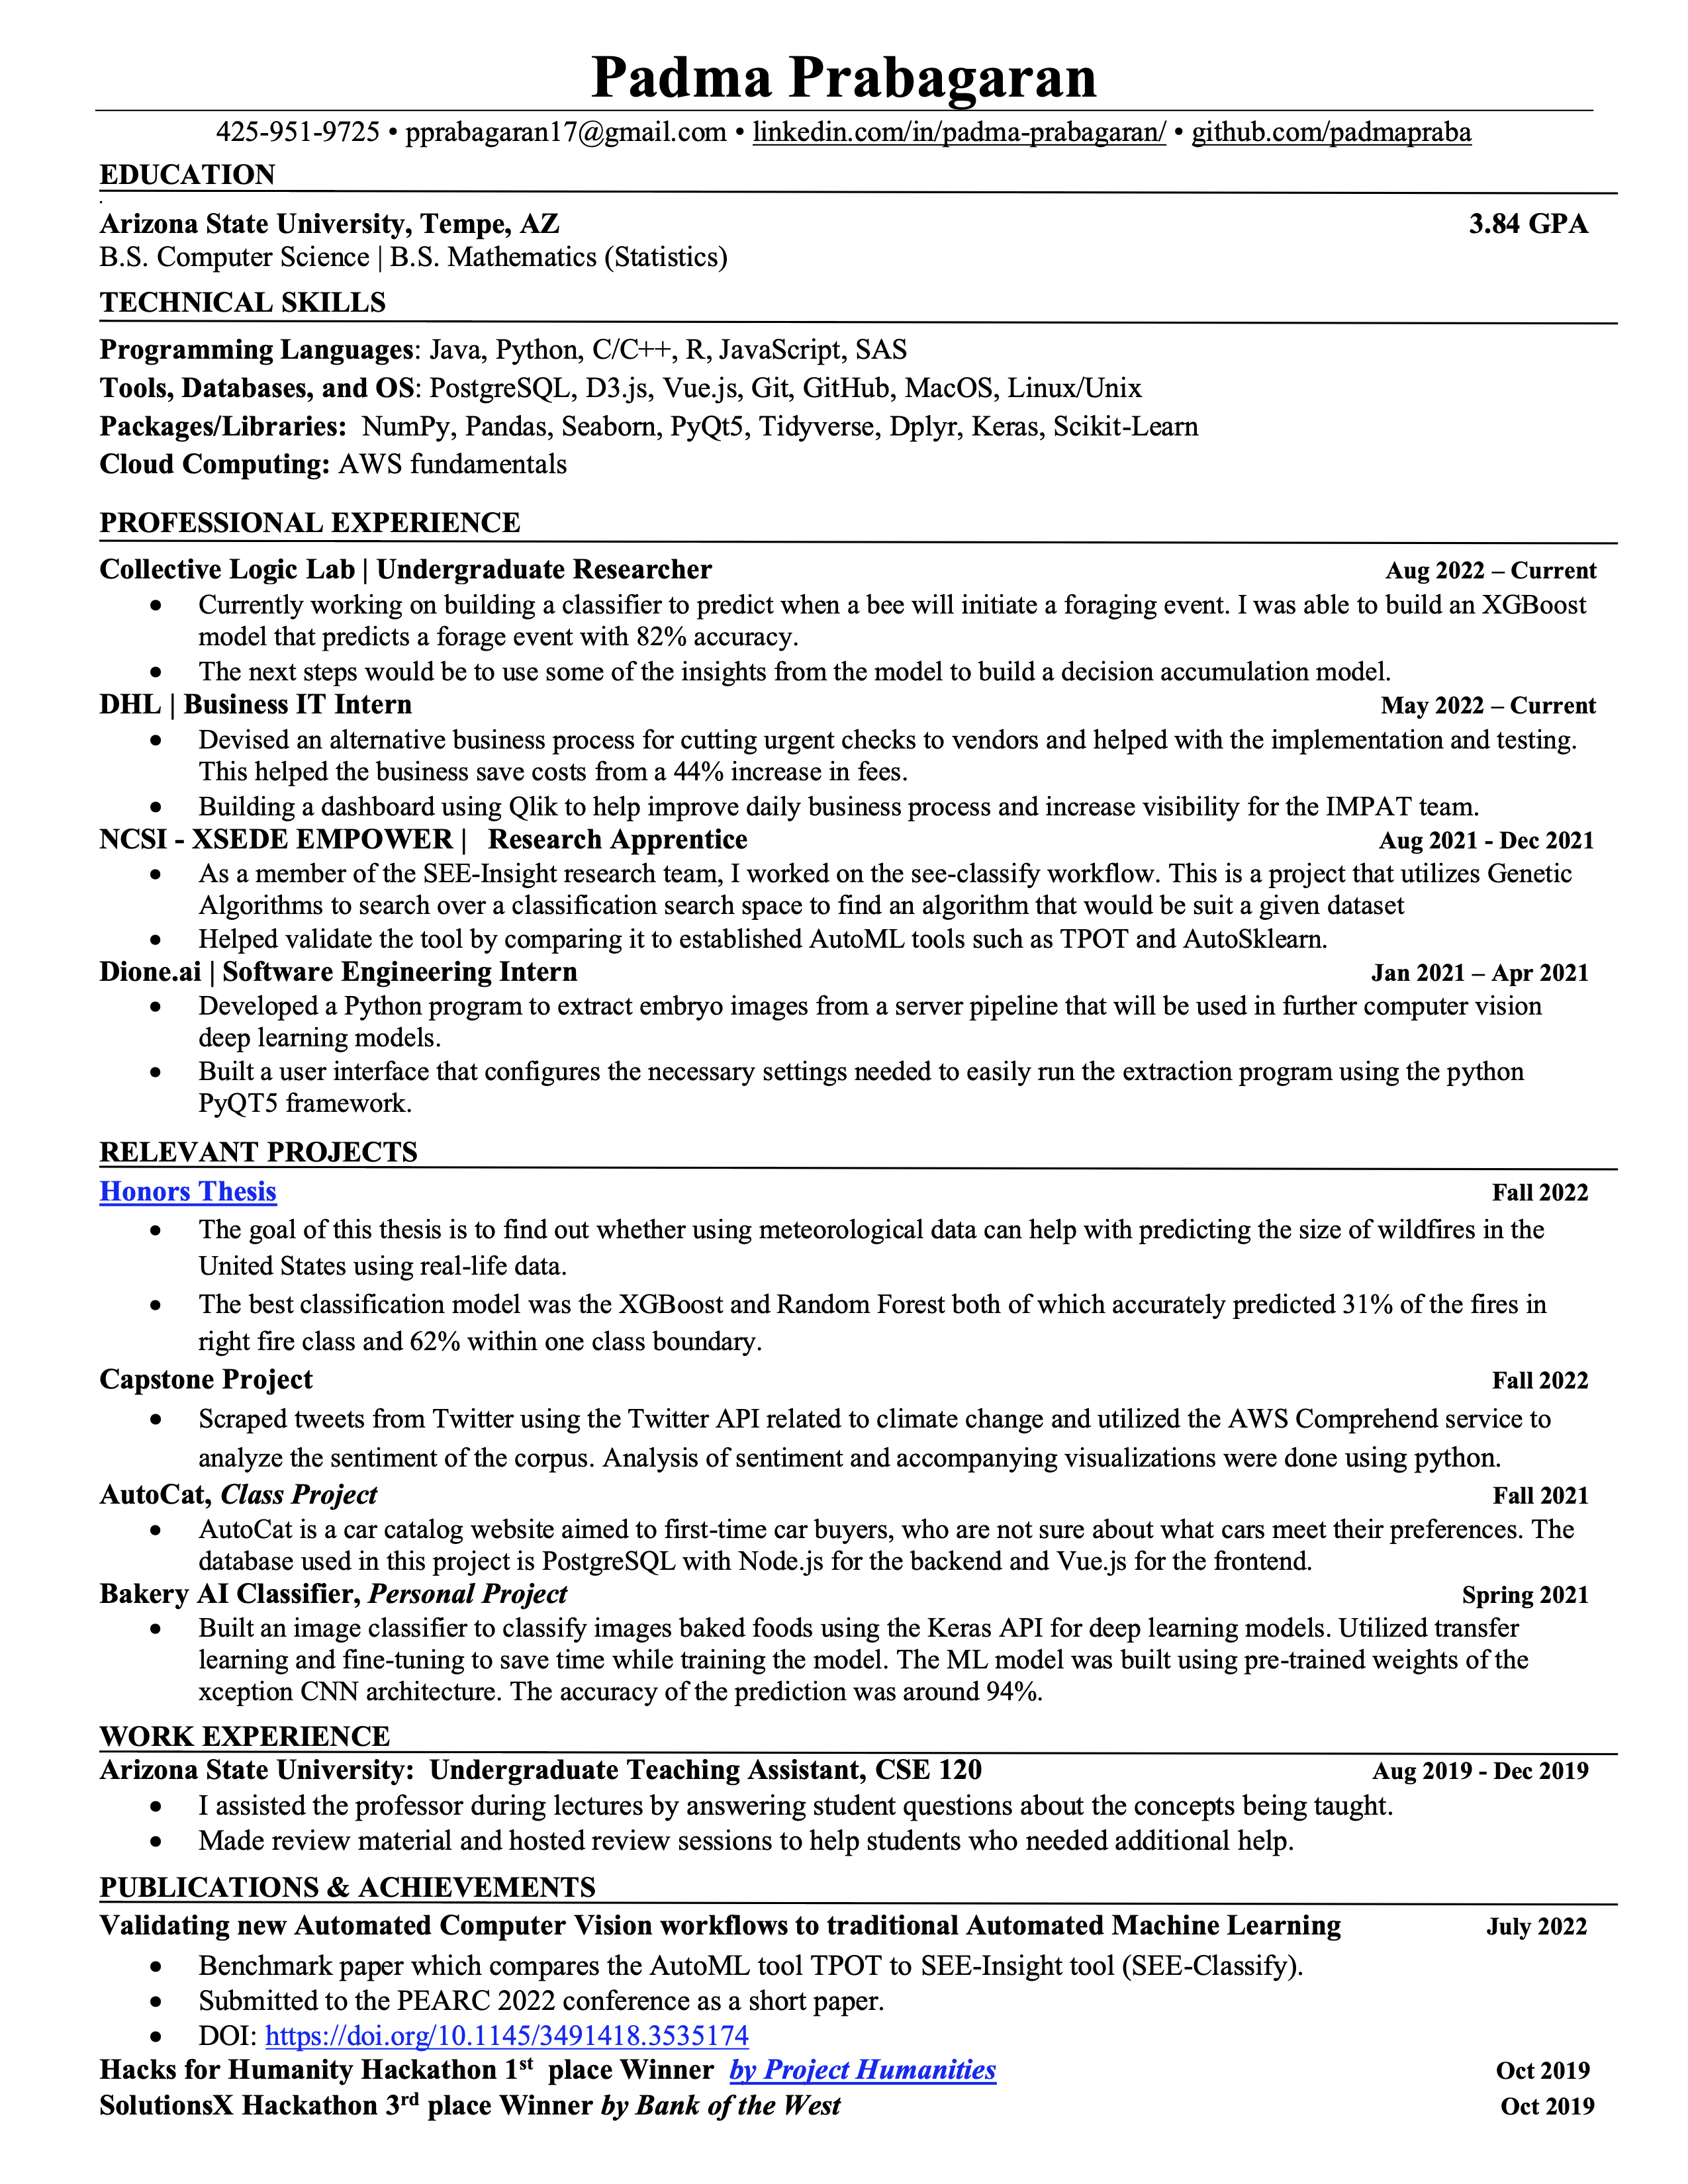 Padma Prabagaran
425-951-9725 • pprabagaran17@gmail.com • linkedin.com/in/padma-prabagaran/ • github.com/padmapraba
EDUCATION
.
Arizona State University, Tempe, AZ 3.84 GPA
B.S. Computer Science | B.S. Mathematics (Statistics)
TECHNICAL SKILLS
Programming Languages: Java, Python, C/C++, R, JavaScript, SAS
Tools, Databases, and OS: PostgreSQL, D3.js, Vue.js, Git, GitHub, MacOS, Linux/Unix
Packages/Libraries:  NumPy, Pandas, Seaborn, PyQt5, Tidyverse, Dplyr, Keras, Scikit-Learn
Cloud Computing: AWS fundamentals
PROFESSIONAL EXPERIENCE
Collective Logic Lab | Undergraduate Researcher Aug 2022 – Current
• Currently working on building a classifier to predict when a bee will initiate a foraging event. I was able to build an XGBoost
model that predicts a forage event with 82% accuracy.
• The next steps would be to use some of the insights from the model to build a decision accumulation model.
DHL | Business IT Intern May 2022 – Current
• Devised an alternative business process for cutting urgent checks to vendors and helped with the implementation and testing.
This helped the business save costs from a 44% increase in fees.
• Building a dashboard using Qlik to help improve daily business process and increase visibility for the IMPAT team.
NCSI - XSEDE EMPOWER |   Research Apprentice Aug 2021 - Dec 2021
• As a member of the SEE-Insight research team, I worked on the see-classify workflow. This is a project that utilizes Genetic
Algorithms to search over a classification search space to find an algorithm that would be suit a given dataset
• Helped validate the tool by comparing it to established AutoML tools such as TPOT and AutoSklearn.
Dione.ai | Software Engineering Intern Jan 2021 – Apr 2021
• Developed a Python program to extract embryo images from a server pipeline that will be used in further computer vision
deep learning models.
• Built a user interface that configures the necessary settings needed to easily run the extraction program using the python
PyQT5 framework.
RELEVANT PROJECTS
Honors Thesis Fall 2022
• The goal of this thesis is to find out whether using meteorological data can help with predicting the size of wildfires in the
United States using real-life data.
• The best classification model was the XGBoost and Random Forest both of which accurately predicted 31% of the fires in
right fire class and 62% within one class boundary.
Capstone Project Fall 2022
• Scraped tweets from Twitter using the Twitter API related to climate change and utilized the AWS Comprehend service to
analyze the sentiment of the corpus. Analysis of sentiment and accompanying visualizations were done using python.
AutoCat, Class Project Fall 2021
• AutoCat is a car catalog website aimed to first-time car buyers, who are not sure about what cars meet their preferences. The
database used in this project is PostgreSQL with Node.js for the backend and Vue.js for the frontend.
Bakery AI Classifier, Personal Project Spring 2021
• Built an image classifier to classify images baked foods using the Keras API for deep learning models. Utilized transfer
learning and fine-tuning to save time while training the model. The ML model was built using pre-trained weights of the
xception CNN architecture. The accuracy of the prediction was around 94%.
WORK EXPERIENCE
Arizona State University:  Undergraduate Teaching Assistant, CSE 120 Aug 2019 - Dec 2019
• I assisted the professor during lectures by answering student questions about the concepts being taught.
• Made review material and hosted review sessions to help students who needed additional help.
PUBLICATIONS & ACHIEVEMENTS
Validating new Automated Computer Vision workflows to traditional Automated Machine Learning July 2022
• Benchmark paper which compares the AutoML tool TPOT to SEE-Insight tool (SEE-Classify).
• Submitted to the PEARC 2022 conference as a short paper.
• DOI: https://doi.org/10.1145/3491418.3535174
Hacks for Humanity Hackathon 1st  place Winner  by Project Humanities Oct 2019
SolutionsX Hackathon 3rd place Winner by Bank of the West Oct 2019